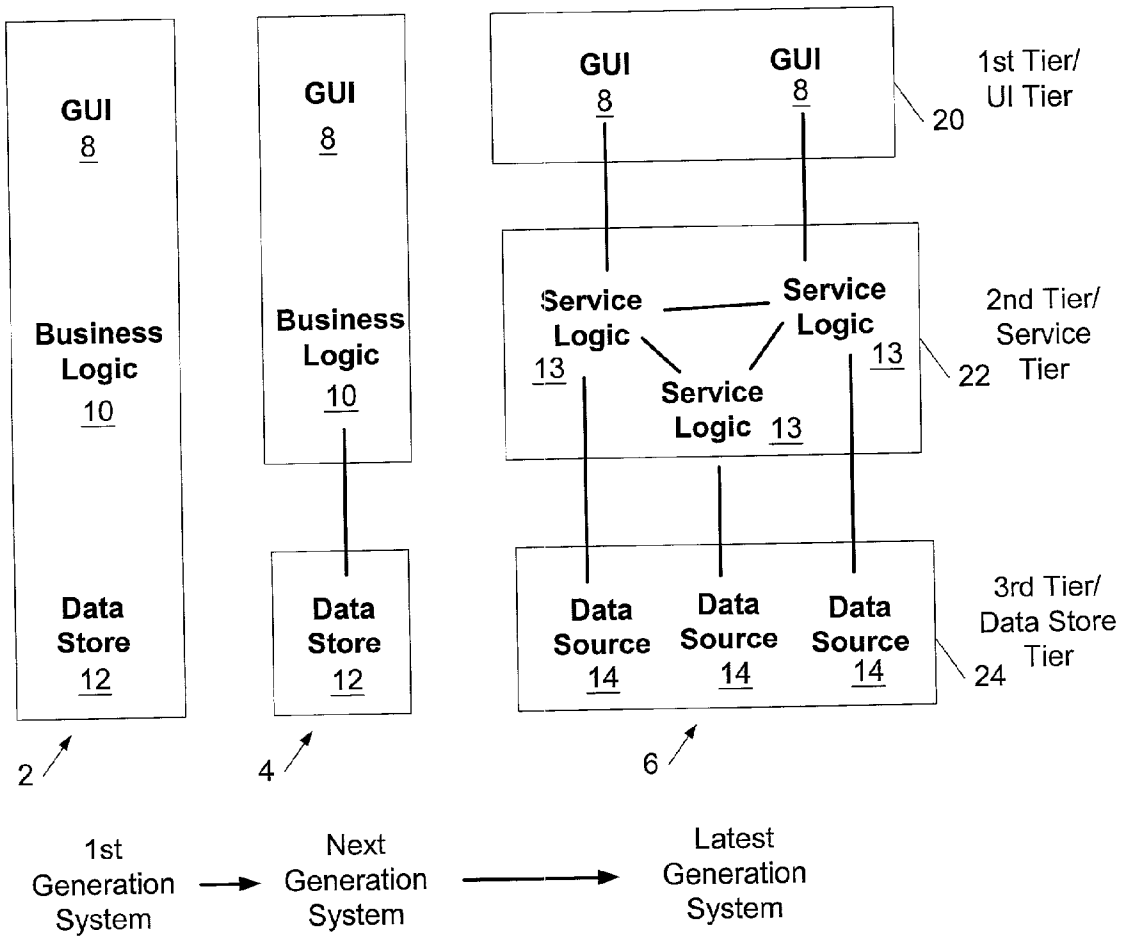 GUI
8
Business
Logic
10
Data
Store
12
2
GUI
8
Business
Logic
10
Data
Store
12
4
GUI
8
GUI
8
1st Tier/
UI Tier
20
Service
Logic
13
Service
Logic
13
Service
Logic
13
2nd Tier/
Service
Tier
22
Data
Source
14
Data
Source
14
Data
Source
14
3rd Tier/
Data Store
Tier
24
6
1st
Generation
System
Next
Generation
System
Latest
Generation
System